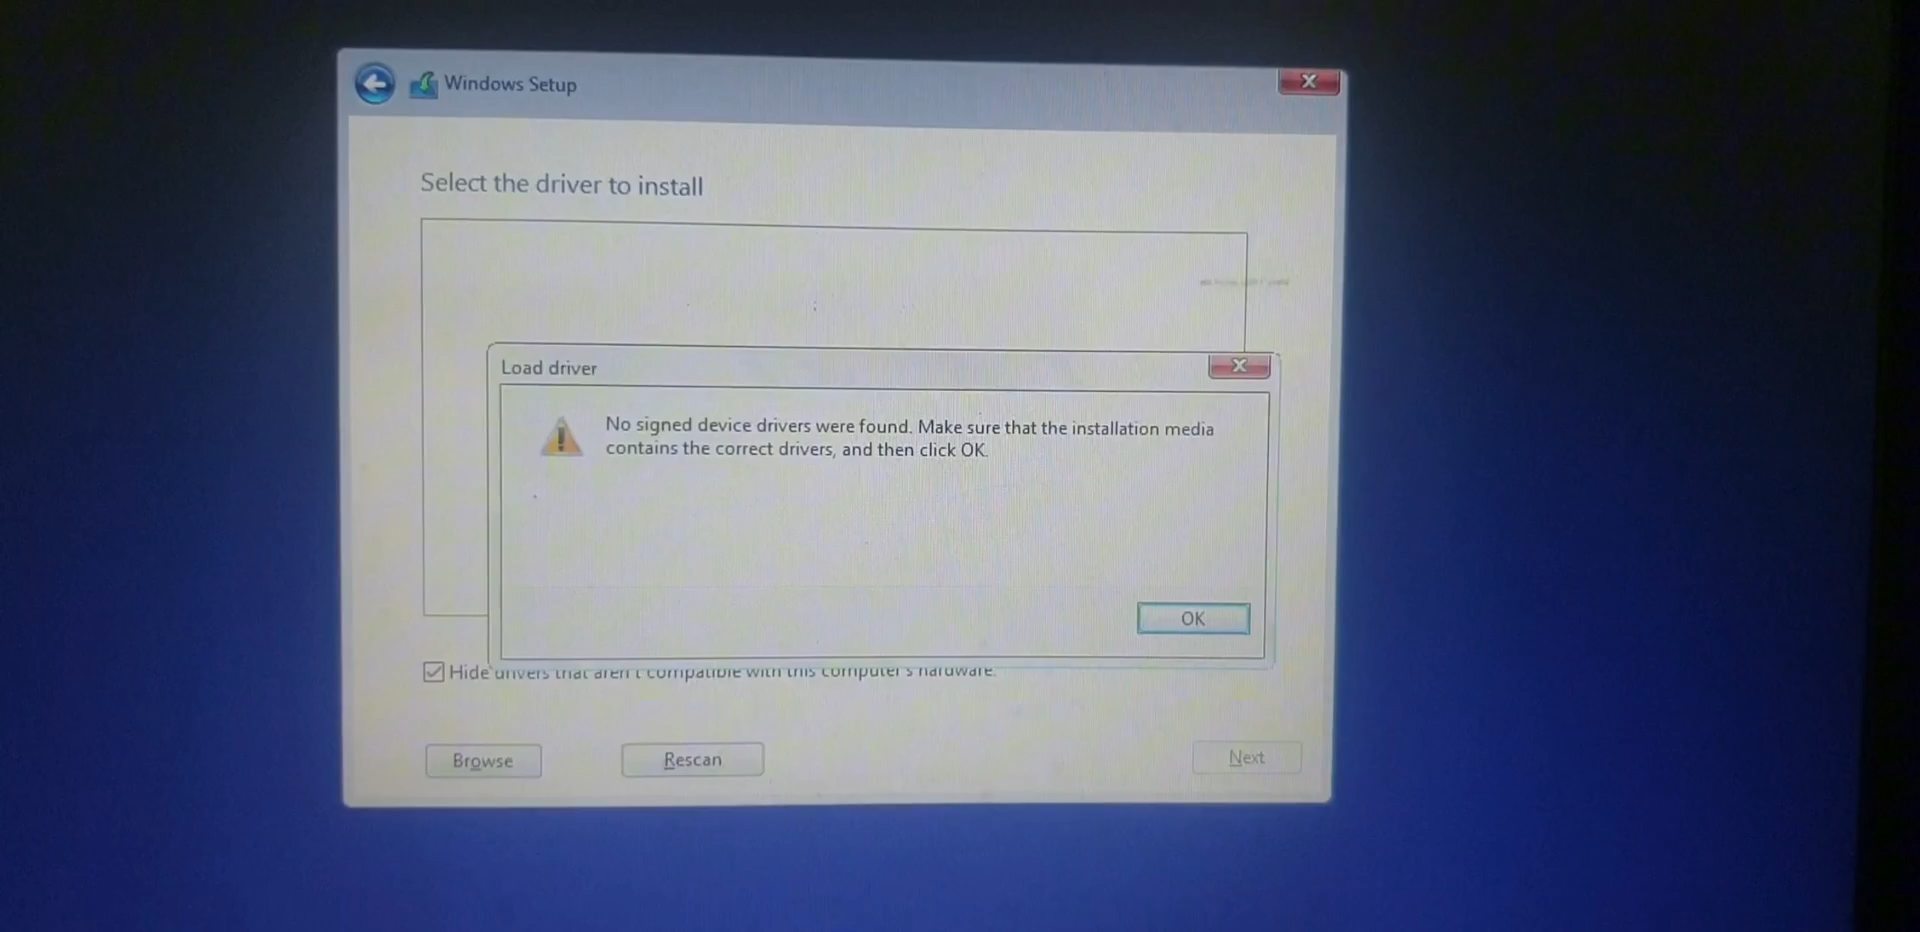 Windows Setup
Select the driver to install
Load driver
No signed device drivers were found. Make sure that the installation media
contains the correct drivers, and then click OK.
OK
Hide drivers that aren't compatible with this computer's hardware.
Browse
Rescan
Next